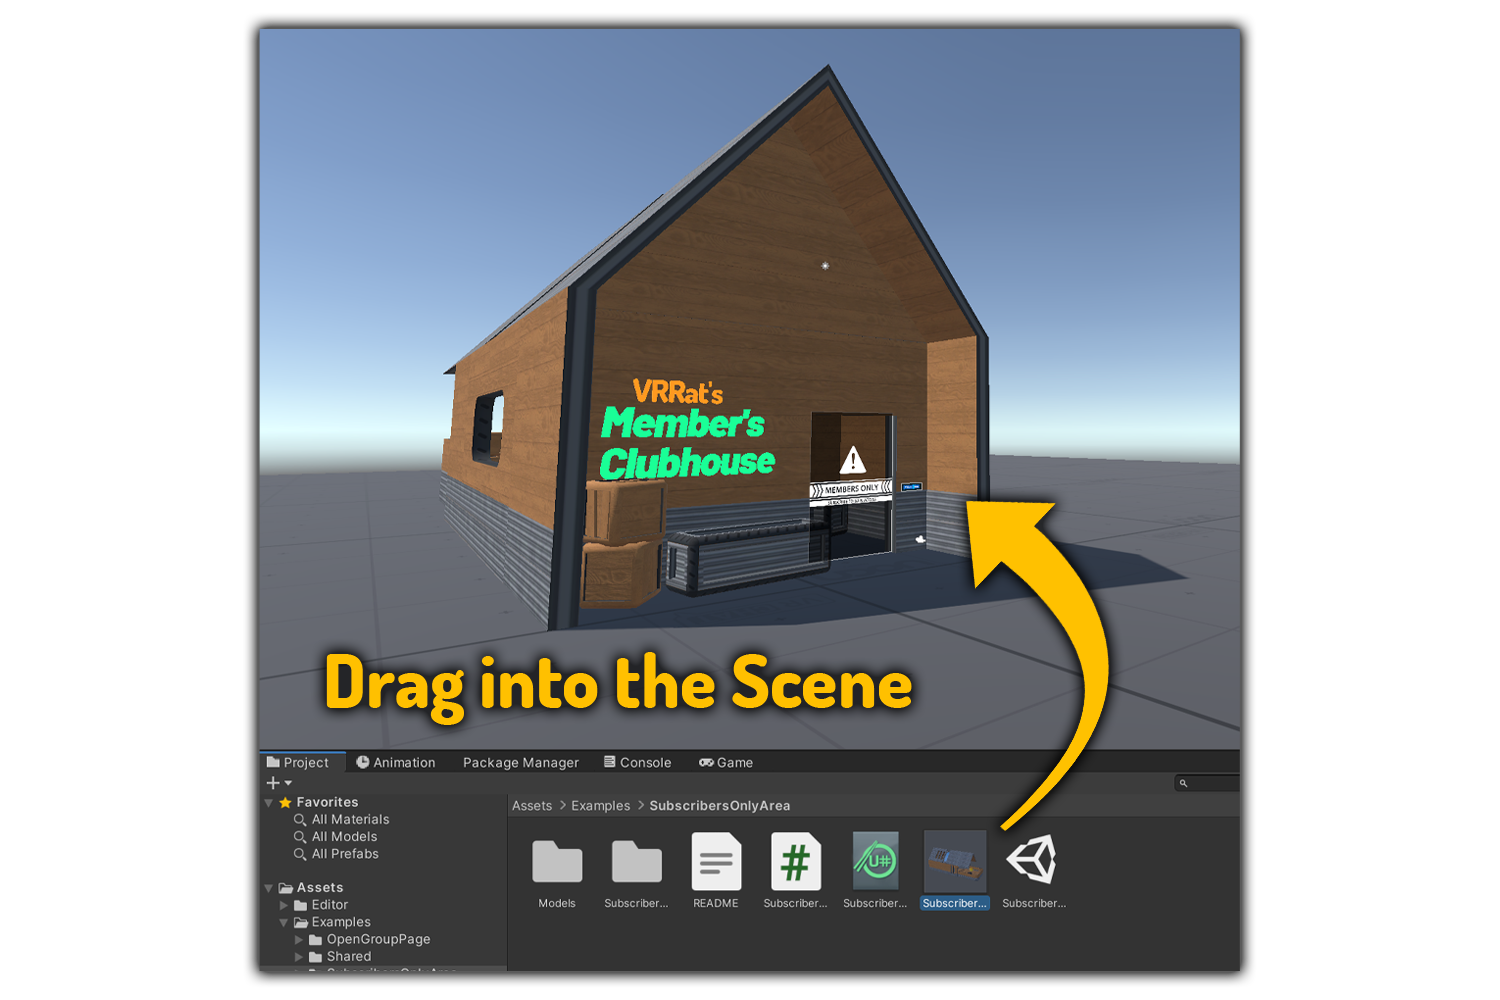 VRRat's
Member's
Clubhouse
!
MEMBERS ONLY
Drag into the Scene
Project
Animation
Package Manager
Console
Game
Favorites
All Materials
All Models
All Prefabs
Assets
Editor
Examples
OpenGroupPage
Shared
SubscribersOnlyArea
Assets > Examples > SubscribersOnlyArea
Models
Subscriber...
README
#
Subscriber...
U#
Subscriber...
Subscriber...
Subscriber...